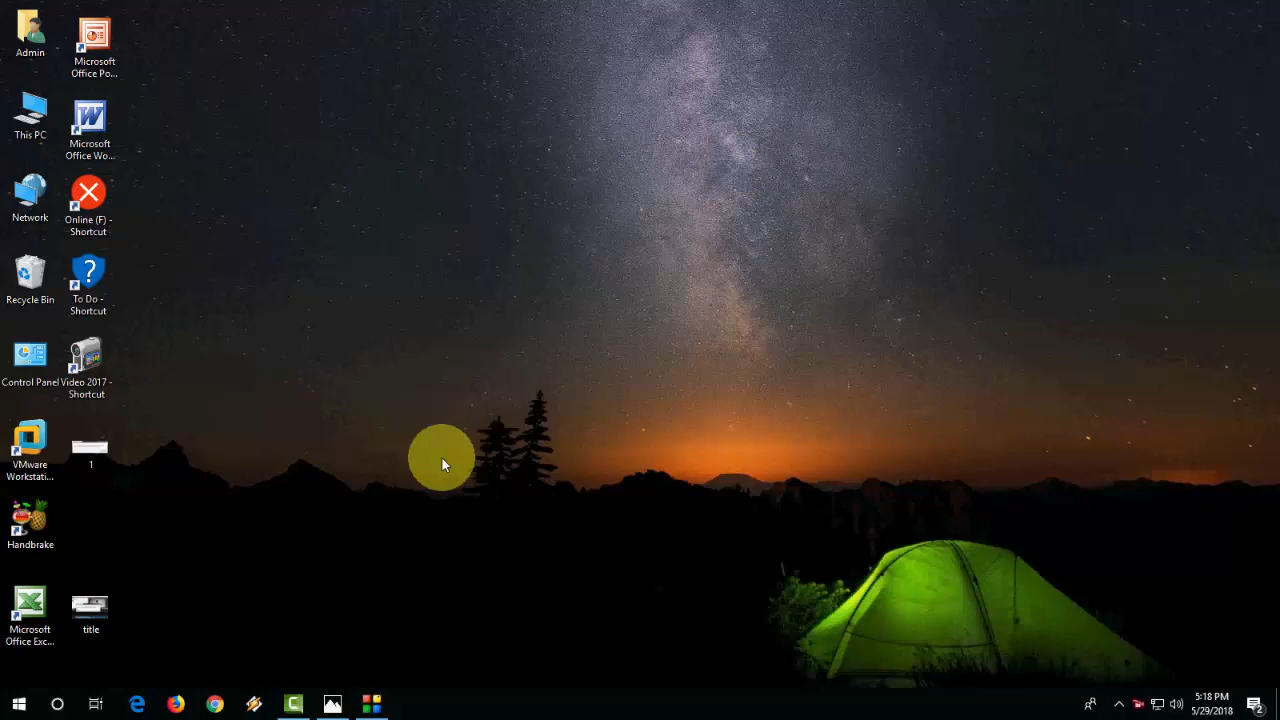 Admin
Microsoft
Office Po...
This PC
Microsoft
Office Wo...
Network
Online (F) -
Shortcut
Recycle Bin
To Do -
Shortcut
Control Panel
Video 2017 -
Shortcut
VMware
Workstati...
1
Handbrake
Microsoft
Office Exc...
title
5:18 PM
5/29/2018
2